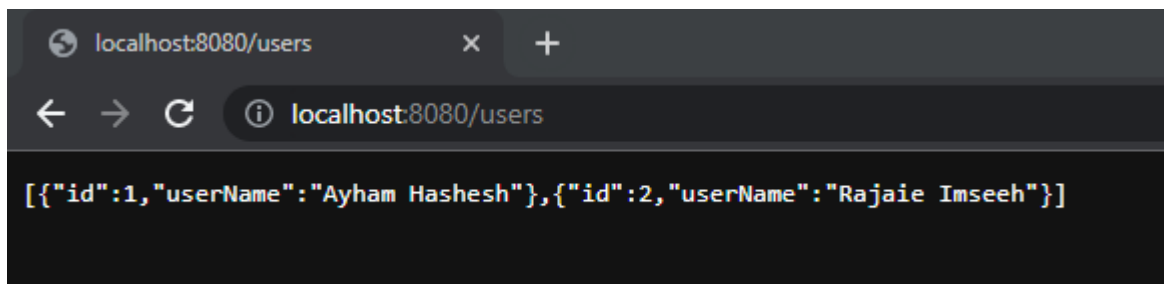 localhost:8080/users
localhost:8080/users
[{"id":1,"userName":"Ayham Hashesh"},{"id":2,"userName":"Rajaie Imseeh"}]